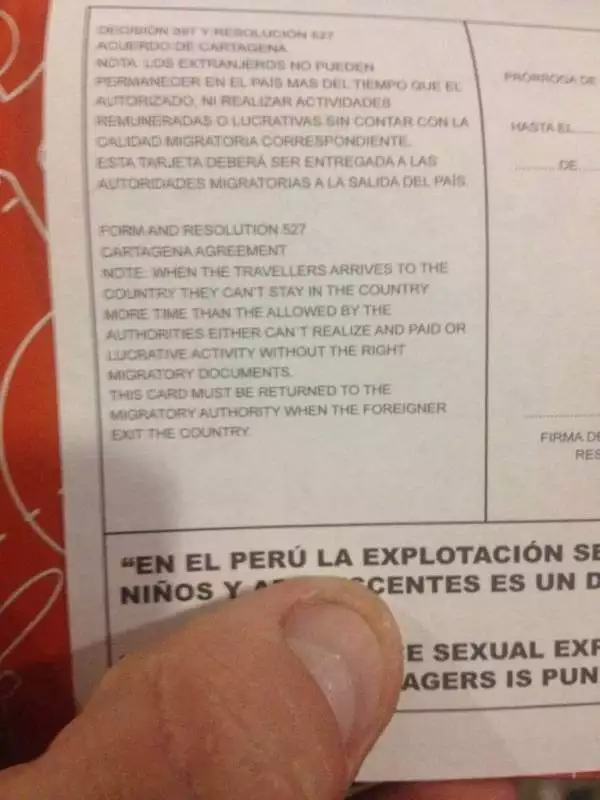 DECISIÓN 397 Y RESOLUCIÓN 527
ACUERDO DE CARTAGENA
NOTA: LOS EXTRANJEROS NO PUEDEN
PERMANECER EN EL PAÍS MAS DEL TIEMPO QUE EL
AUTORIZADO, NI REALIZAR ACTIVIDADES
REMUNERADAS O LUCRATIVAS SIN CONTAR CON LA
CALIDAD MIGRATORIA CORRESPONDIENTE.
ESTA TARJETA DEBERÁ SER ENTREGADA A LAS
AUTORIDADES MIGRATORIAS A LA SALIDA DEL PAÍS.
FORM AND RESOLUTION 527
CARTAGENA AGREEMENT
NOTE: WHEN THE TRAVELLERS ARRIVES TO THE
COUNTRY THEY CAN'T STAY IN THE COUNTRY
MORE TIME THAN THE ALLOWED BY THE
AUTHORITIES EITHER CAN'T REALIZE AND PAID OR
LUCRATIVE ACTIVITY WITHOUT THE RIGHT
MIGRATORY DOCUMENTS.
THIS CARD MUST BE RETURNED TO THE
MIGRATORY AUTHORITY WHEN THE FOREIGNER
EXIT THE COUNTRY.
PRÓRROGA DE
HASTA EL
DE
FIRMA DE
RES
“EN EL PERÚ LA EXPLOTACIÓN SE
NIÑOS Y CENTES ES UN D
E SEXUAL EXP
AGERS IS PUN